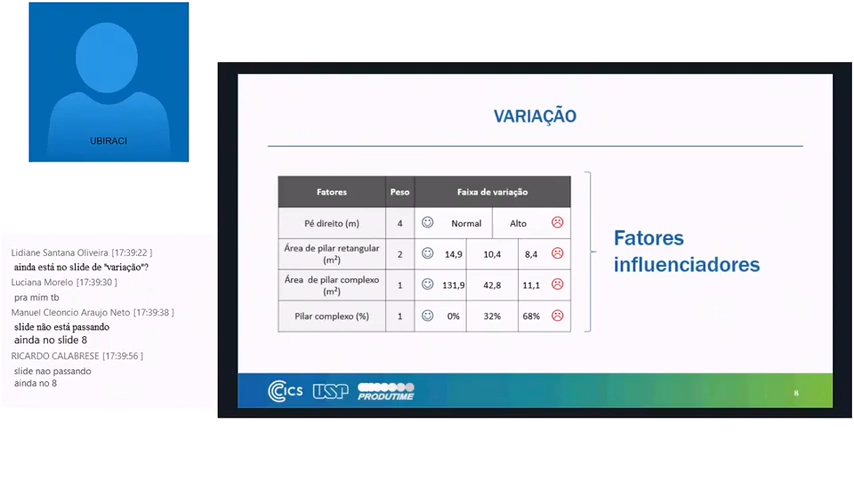 UBIRACI
Lidiane Santana Oliveira [17:39:22 ]
ainda está no slide de "variação"?
Luciana Morelo [17:39:30 ]
pra mim tb
Manuel Cleoncio Araujo Neto [17:39:38 ]
slide não está passando
ainda no slide 8
RICARDO CALABRESE [17:39:56 ]
slide nao passando
ainda no 8
VARIAÇÃO
Fatores Peso Faixa de variação
Pé direito (m) 4 Normal Alto
Área de pilar retangular (m²) 2 14,9 10,4 8,4
Área de pilar complexo (m²) 1 131,9 42,8 11,1
Pilar complexo (%) 1 0% 32% 68%
Fatores
influenciadores
CICS USP PRODUTIME
8